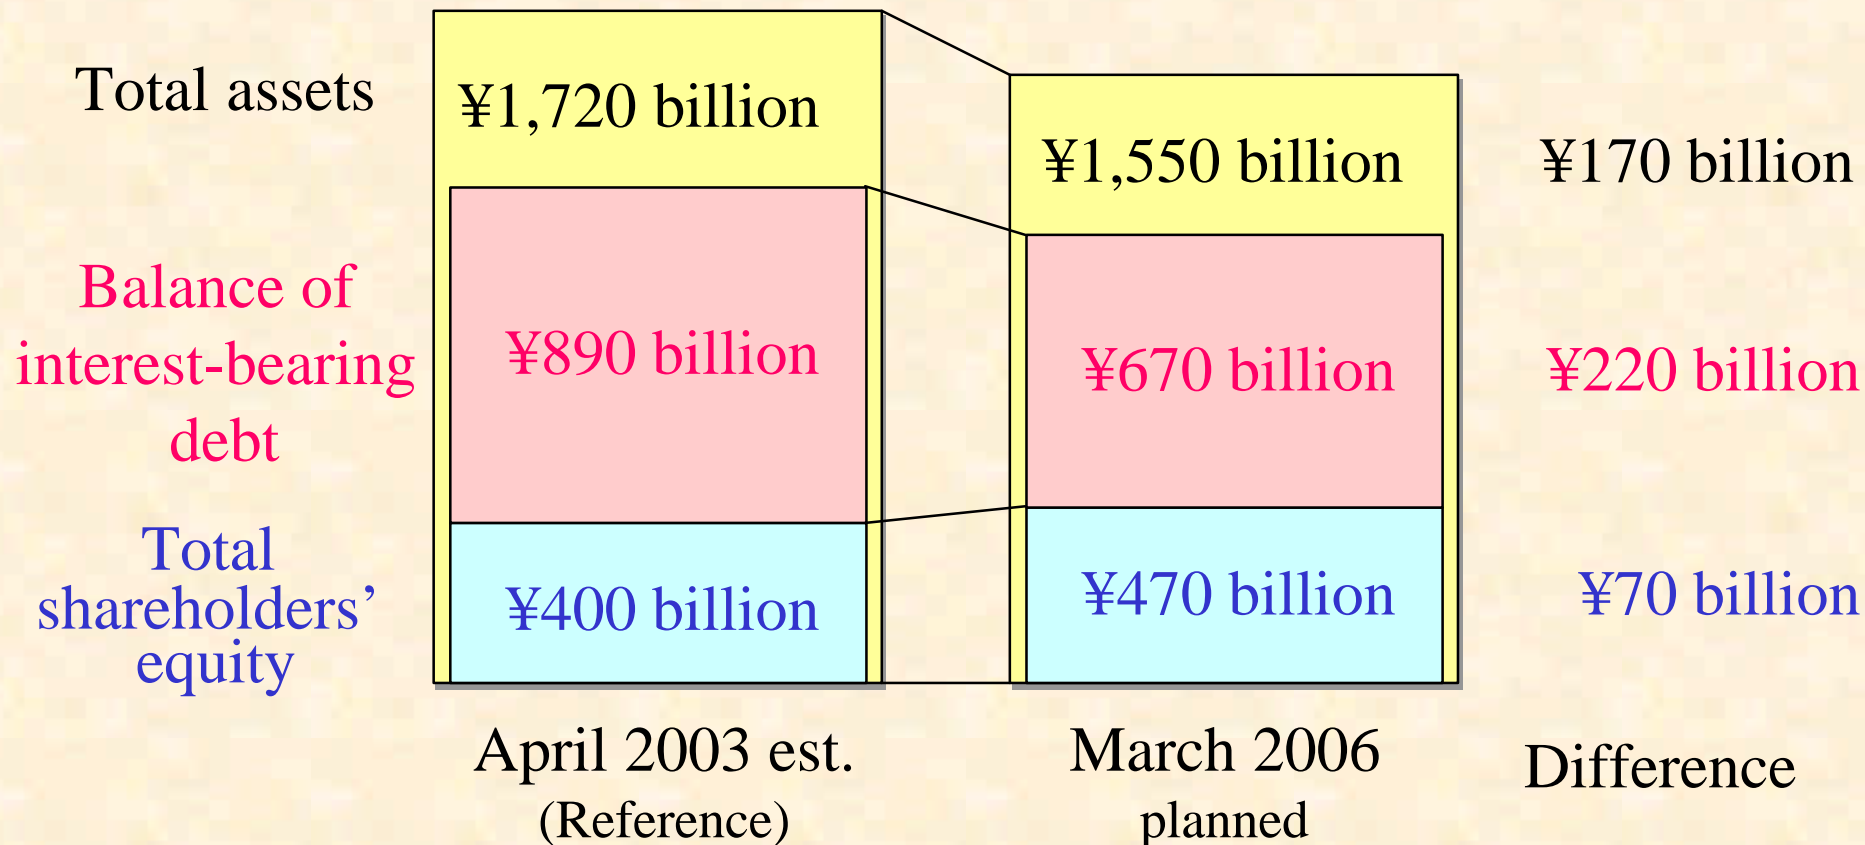 Total assets
¥1,720 billion
¥1,550 billion
¥170 billion
Balance of
interest-bearing
debt
¥890 billion
¥670 billion
¥220 billion
Total
shareholders’
equity
¥400 billion
¥470 billion
¥70 billion
April 2003 est.
(Reference)
March 2006
planned
Difference